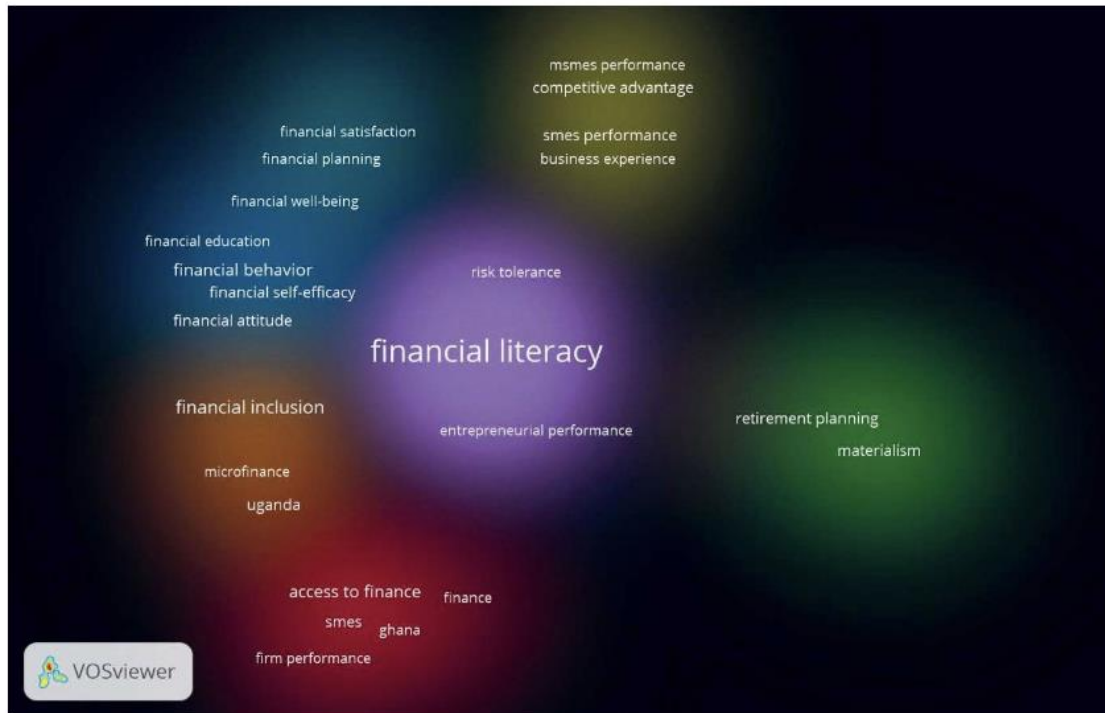 msmes performance
competitive advantage
financial satisfaction
smes performance
financial planning
business experience
financial well-being
financial education
financial behavior
risk tolerance
financial self-efficacy
financial attitude
financial literacy
financial inclusion
retirement planning
entrepreneurial performance
materialism
microfinance
uganda
access to finance
finance
smes
ghana
firm performance
VOSviewer